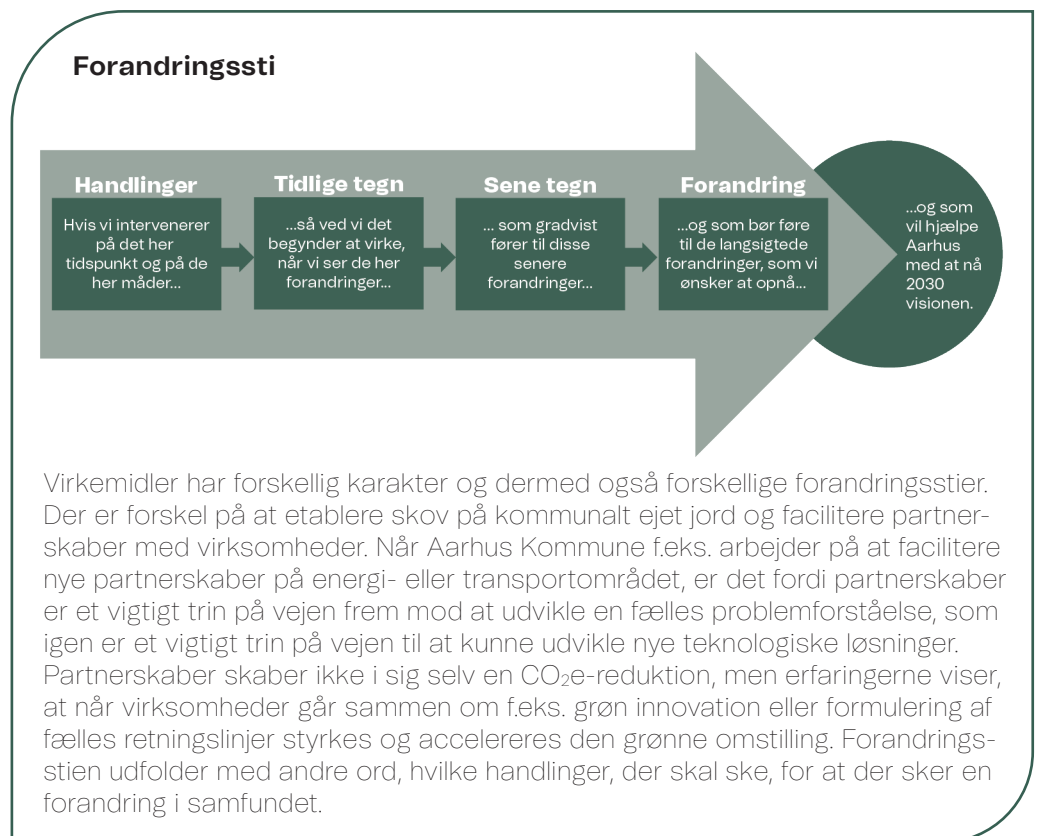 Forandringssti
Handlinger
Hvis vi intervenerer
på det her
tidspunkt og på de
her måder...
Tidlige tegn
...så ved vi det
begynder at virke,
når vi ser de her
forandringer...
Sene tegn
... som gradvist
fører til disse
senere
forandringer...
Forandring
...og som bør føre
til de langsigtede
forandringer, som vi
ønsker at opnå...
...og som
vil hjælpe
Aarhus
med at nå
2030
visionen.
Virkemidler har forskellig karakter og dermed også forskellige forandringsstier.
Der er forskel på at etablere skov på kommunalt ejet jord og facilitere partner-
skaber med virksomheder. Når Aarhus Kommune f.eks. arbejder på at facilitere
nye partnerskaber på energi- eller transportområdet, er det fordi partnerskaber
er et vigtigt trin på vejen frem mod at udvikle en fælles problemforståelse, som
igen er et vigtigt trin på vejen til at kunne udvikle nye teknologiske løsninger.
Partnerskaber skaber ikke i sig selv en CO₂e-reduktion, men erfaringerne viser,
at når virksomheder går sammen om f.eks. grøn innovation eller formulering af
fælles retningslinjer styrkes og accelereres den grønne omstilling. Forandrings-
stien udfolder med andre ord, hvilke handlinger, der skal ske, for at der sker en
forandring i samfundet.